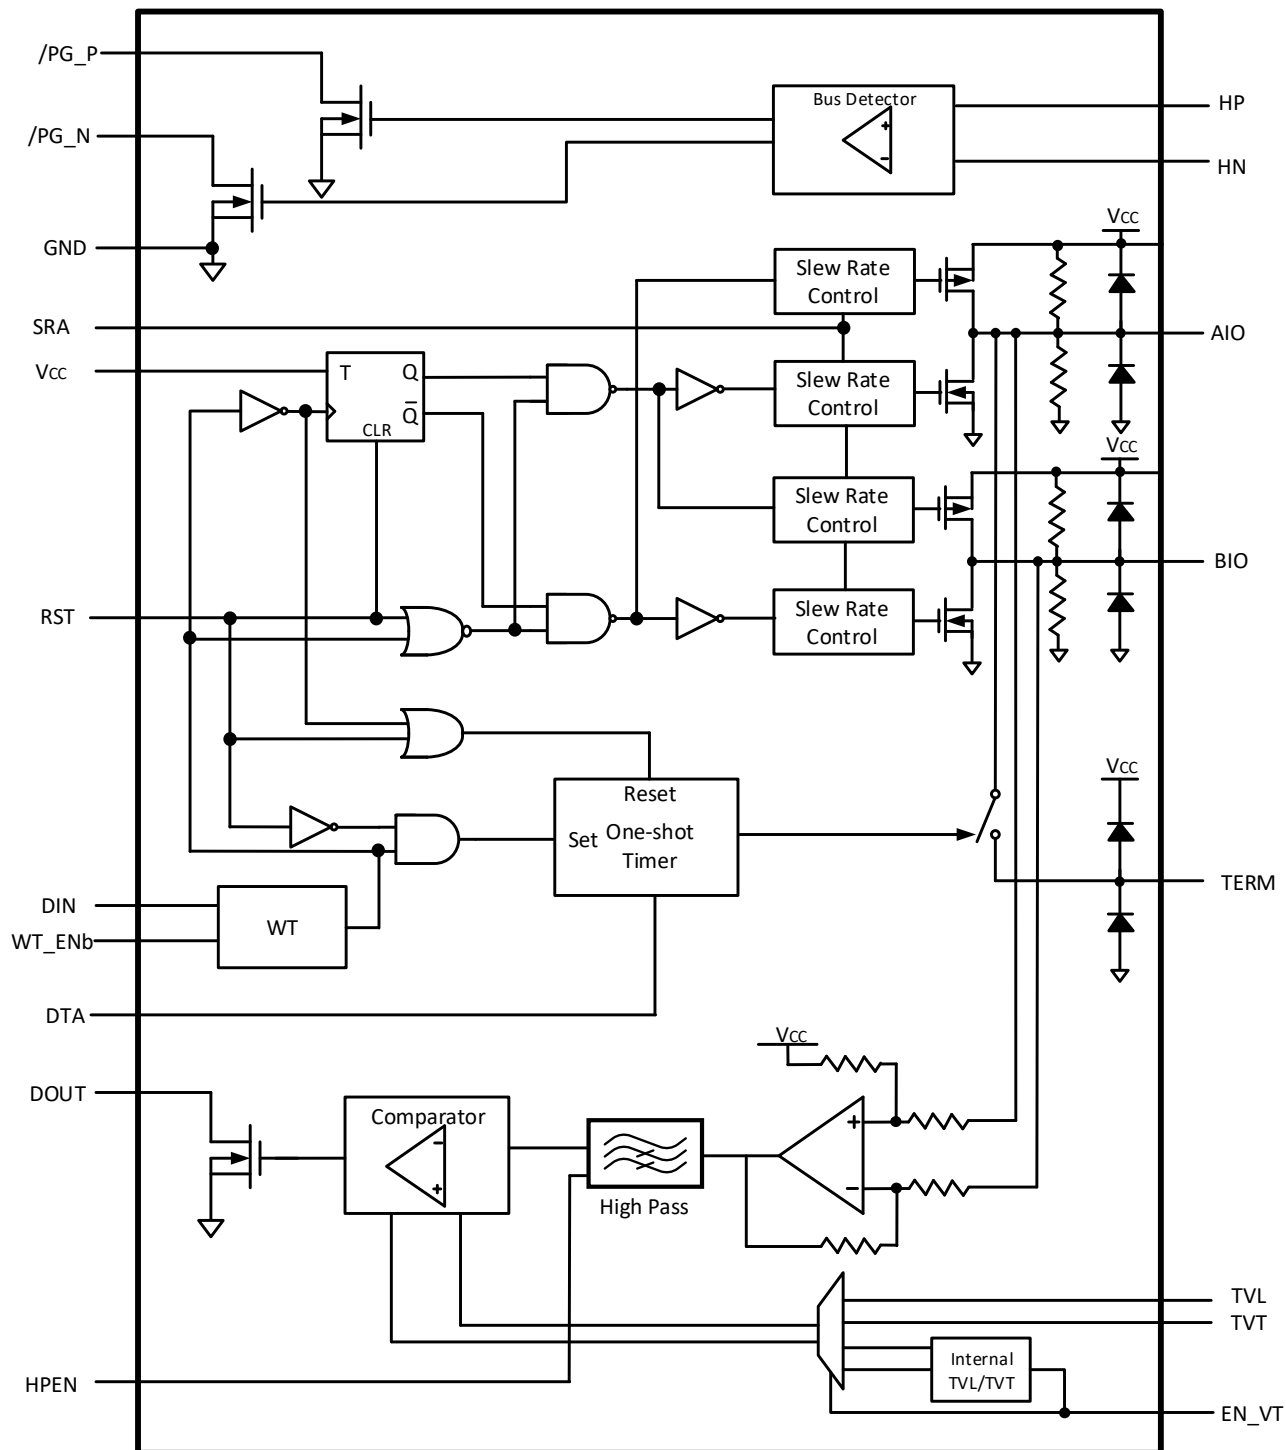 /PG_P
Bus Detector
+
−
HP
/PG_N
HN
GND
VCC
Slew Rate
Control
SRA
AIO
VCC
T
Q
Q
CLR
Slew Rate
Control
VCC
Slew Rate
Control
BIO
RST
Slew Rate
Control
VCC
Reset
Set
One-shot
Timer
TERM
DIN
WT
WT_ENb
DTA
VCC
DOUT
Comparator
−
+
+
−
High Pass
TVL
TVT
Internal
TVL/TVT
HPEN
EN_VT